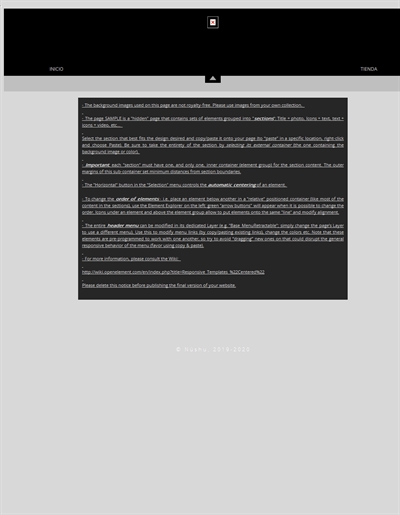 INICIO
TIENDA
The background images used on this page are not royalty-free. Please use images from your own collection.
The page SAMPLE is a "hidden" page that contains sets of elements grouped into "sections": Title + photo, Icons + text, text +
icons + video, etc...
Select the section that best fits the design desired and copy/paste it onto your page (to "paste" in a specific location, right-click
and choose Paste). Be sure to take the entirety of the section by selecting its external container (the one containing the
background image or color).
Important: each "section" must have one, and only one, inner container (element group) for the section content. The outer
margins of this sub container set minimum distances from section boundaries.
The "Horizontal" button in the "Selection" menu controls the automatic centering of an element.
To change the order of elements i.e. place an element below another in a "relative" positioned container (like most of the
content in the sections), use the Element Explorer on the left: green "arrow buttons" will appear when it is possible to change the
order. Icons under an element and above the element group allow to put elements onto the same "line" and modify alignment.
The entire header menu can be modified in its dedicated Layer (e.g. "Base MenuRetractable": simply change the page's Layer
to use a different menu). Use this to modify menu links (by copy/pasting existing links), change the colors etc. Note that these
elements are pre-programmed to work with one another, so try to avoid "dragging" new ones on that could disrupt the general
responsive behavior of the menu (favor using copy & paste).
For more information, please consult the Wiki:
http://wiki.openelement.com/en/index.php?title=Responsive_Templates_%22Centered%22
Please delete this notice before publishing the final version of your website.